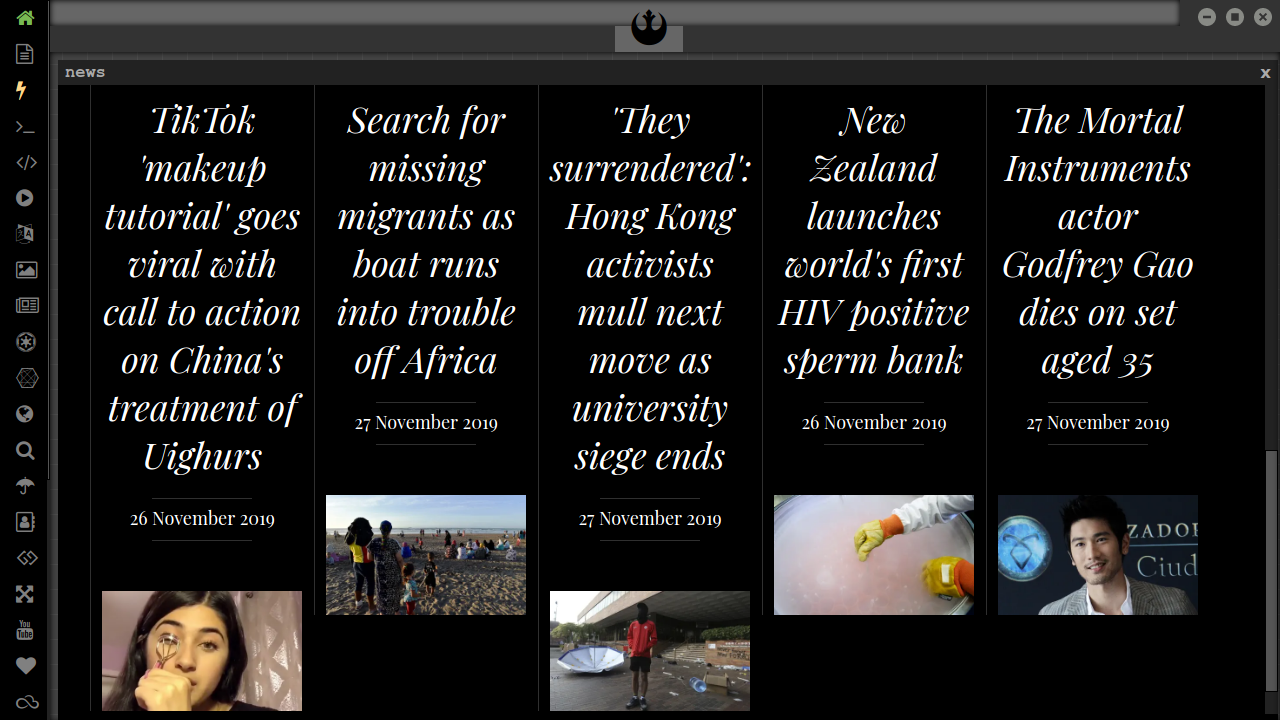 news
x
TikTok
'makeup
tutorial' goes
viral with
call to action
on China's
treatment of
Uighurs
26 November 2019
Search for
missing
migrants as
boat runs
into trouble
off Africa
27 November 2019
'They
surrendered':
Hong Kong
activists
mull next
move as
university
siege ends
27 November 2019
New
Zealand
launches
world's first
HIV positive
sperm bank
26 November 2019
The Mortal
Instruments
actor
Godfrey Gao
dies on set
aged 35
27 November 2019
ZADOR
Ciud
You
Tube